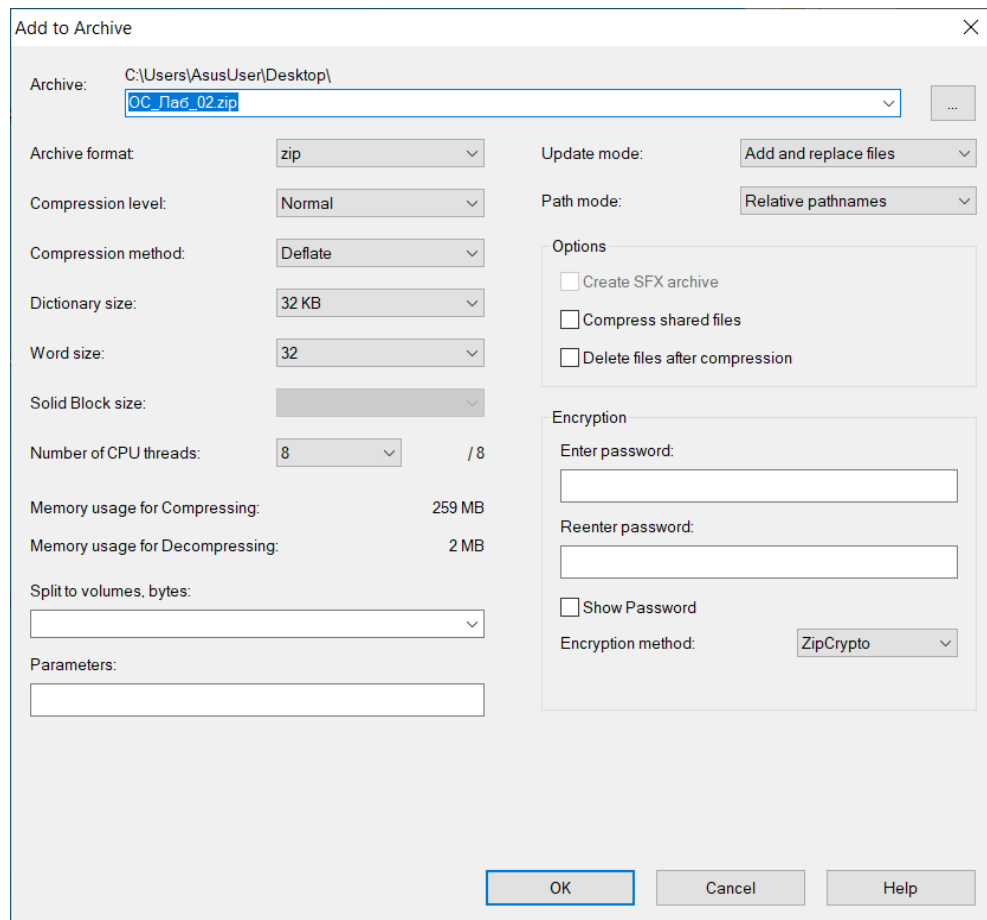 Add to Archive
Archive:
C:\Users\AsusUser\Desktop\
ОС_Лаб_02.zip
...
Archive format:
zip
Compression level:
Normal
Compression method:
Deflate
Dictionary size:
32 KB
Word size:
32
Solid Block size:
Number of CPU threads:
8
/ 8
Memory usage for Compressing:
259 MB
Memory usage for Decompressing:
2 MB
Split to volumes, bytes:
Parameters:
Update mode:
Add and replace files
Path mode:
Relative pathnames
Options
Create SFX archive
Compress shared files
Delete files after compression
Encryption
Enter password:
Reenter password:
Show Password
Encryption method:
ZipCrypto
OK
Cancel
Help